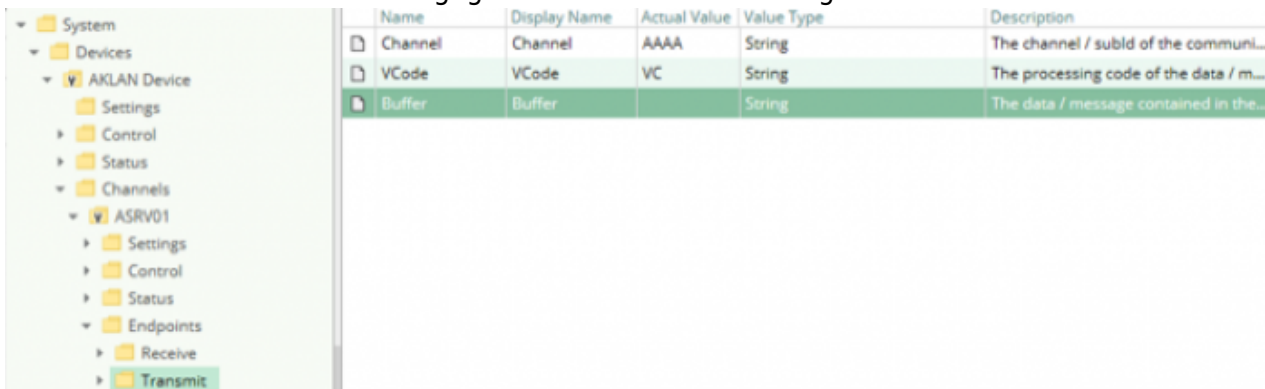 System
Devices
AKLAN Device
Settings
Control
Status
Channels
ASRV01
Settings
Control
Status
Endpoints
Receive
Transmit
Name Display Name Actual Value Value Type Description
Channel Channel AAAA String The channel / subId of the communi...
VCode VCode VC String The processing code of the data / m...
Buffer Buffer String The data / message contained in the...